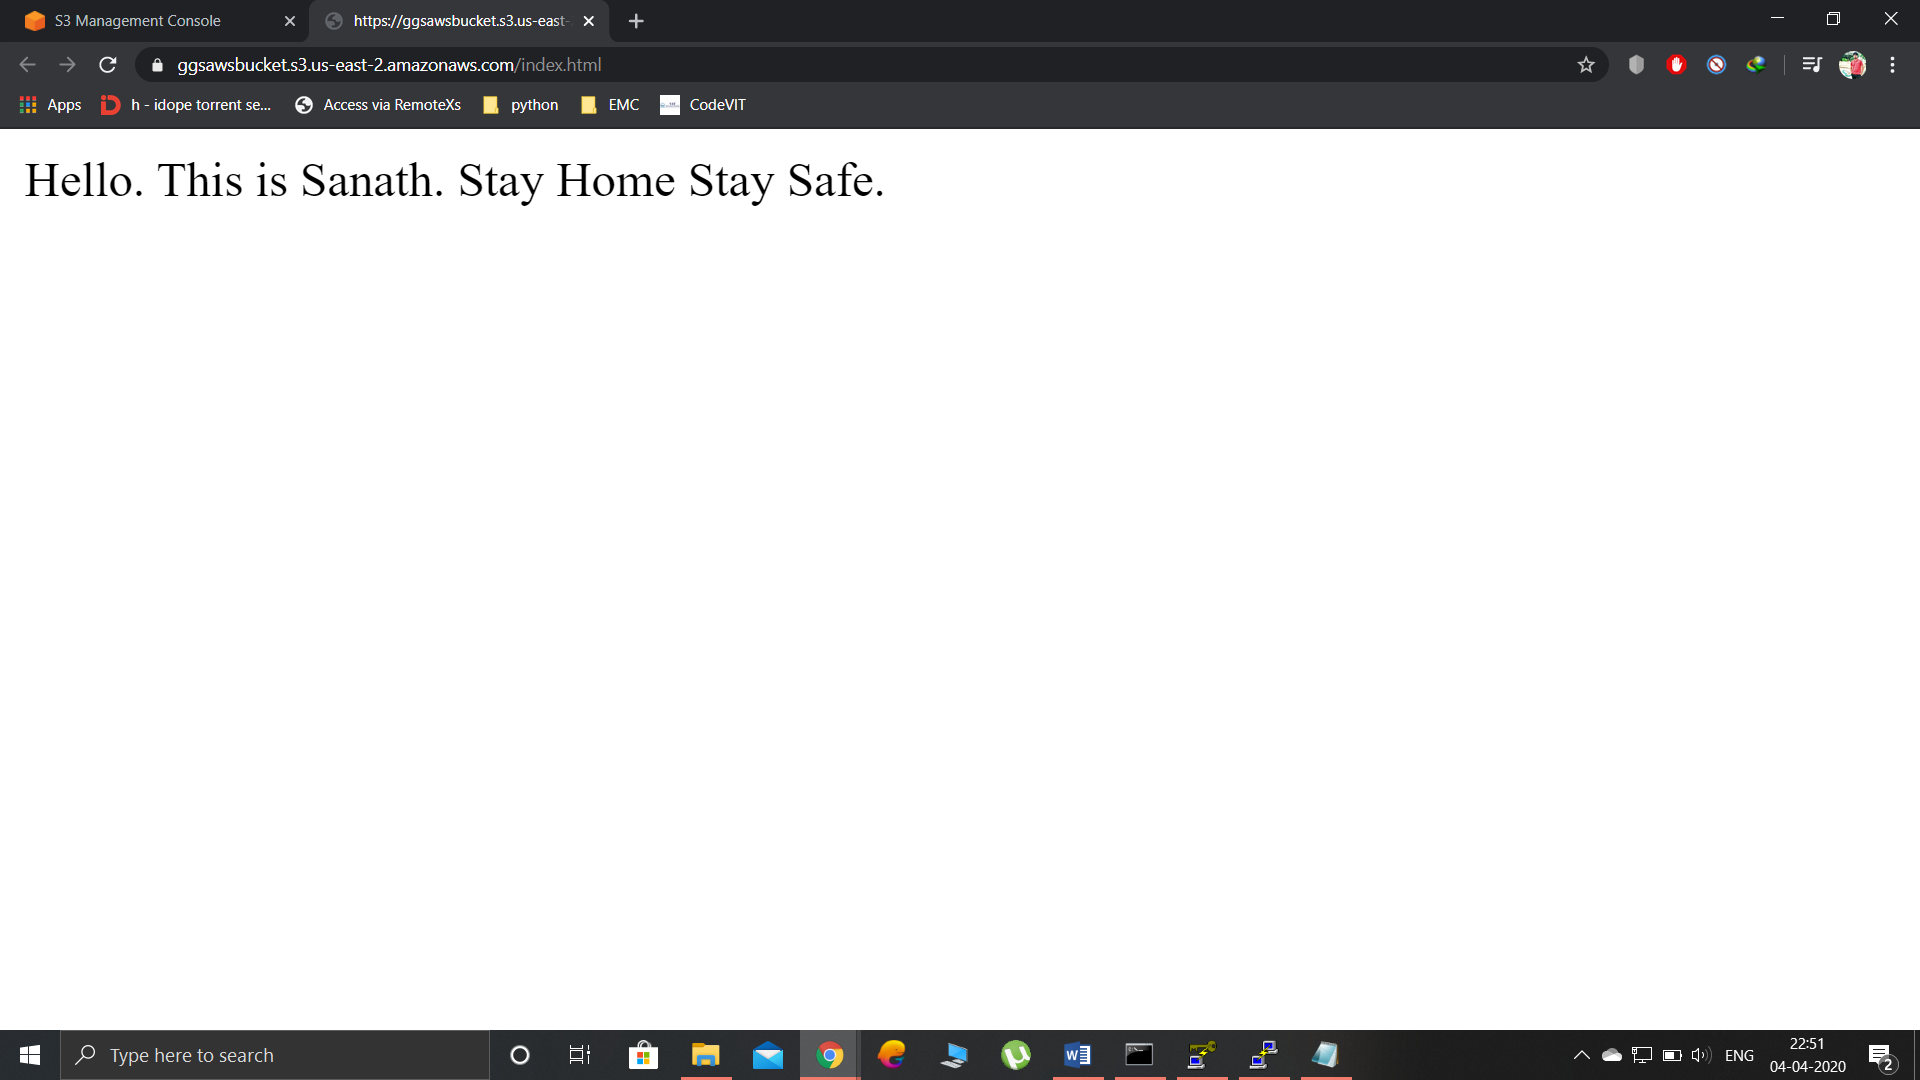 S3 Management Console
https://ggsawsbucket.s3.us-east-
ggsawsbucket.s3.us-east-2.amazonaws.com/index.html
Apps
h - idope torrent se...
Access via RemoteXs
python
EMC
CodeVIT
Hello. This is Sanath. Stay Home Stay Safe.
Type here to search
ENG
22:51
04-04-2020
2